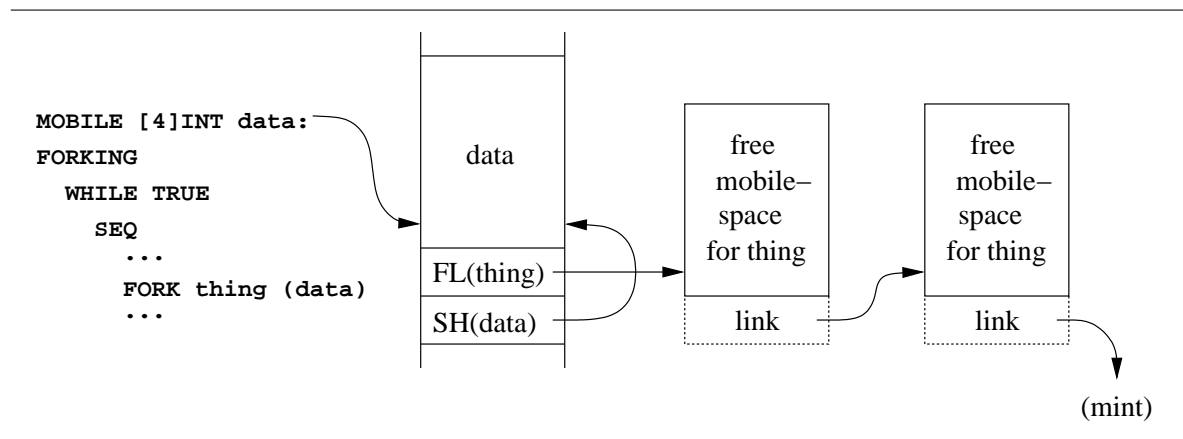 MOBILE [4]INT data:
FORKING
WHILE TRUE
SEQ
...
FORK thing (data)
...
data
FL(thing)
SH(data)
free
mobile–
space
for thing
link
free
mobile–
space
for thing
link
(mint)